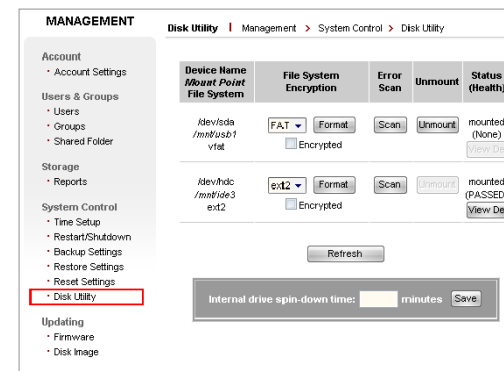 MANAGEMENT
Disk Utility | Management > System Control > Disk Utility
Account
Account Settings
Users & Groups
Users
Groups
Shared Folder
Storage
Reports
System Control
Time Setup
Restart/Shutdown
Backup Settings
Restore Settings
Reset Settings
Disk Utility
Updating
Firmware
Disk Image
Device Name
Mount Point
File System
File System
Encryption
Error
Scan
Unmount
Status
(Health)
/dev/sda
/mnt/usb1
vfat
FAT Format
Encrypted
Scan
Unmount
mounted
(None)
View De
/dev/hdc
/mnt/ide3
ext2
ext2 Format
Encrypted
Scan
Unmount
mounted
(PASSED
View De
Refresh
Internal drive spin-down time: minutes Save